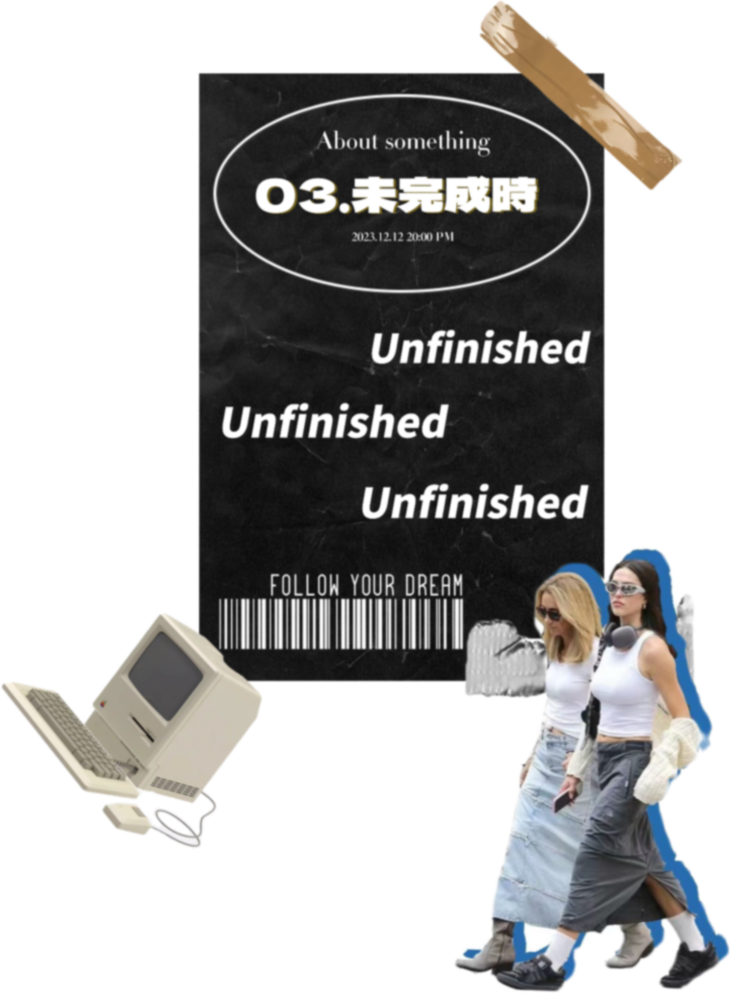 About something
03.未完成時
2023.12.12 20:00 PM
Unfinished
Unfinished
Unfinished
FOLLOW YOUR DREAM